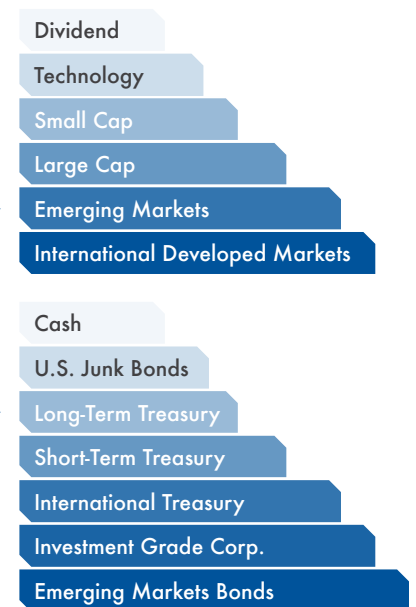 Dividend
Technology
Small Cap
Large Cap
Emerging Markets
International Developed Markets
Cash
U.S. Junk Bonds
Long-Term Treasury
Short-Term Treasury
International Treasury
Investment Grade Corp.
Emerging Markets Bonds